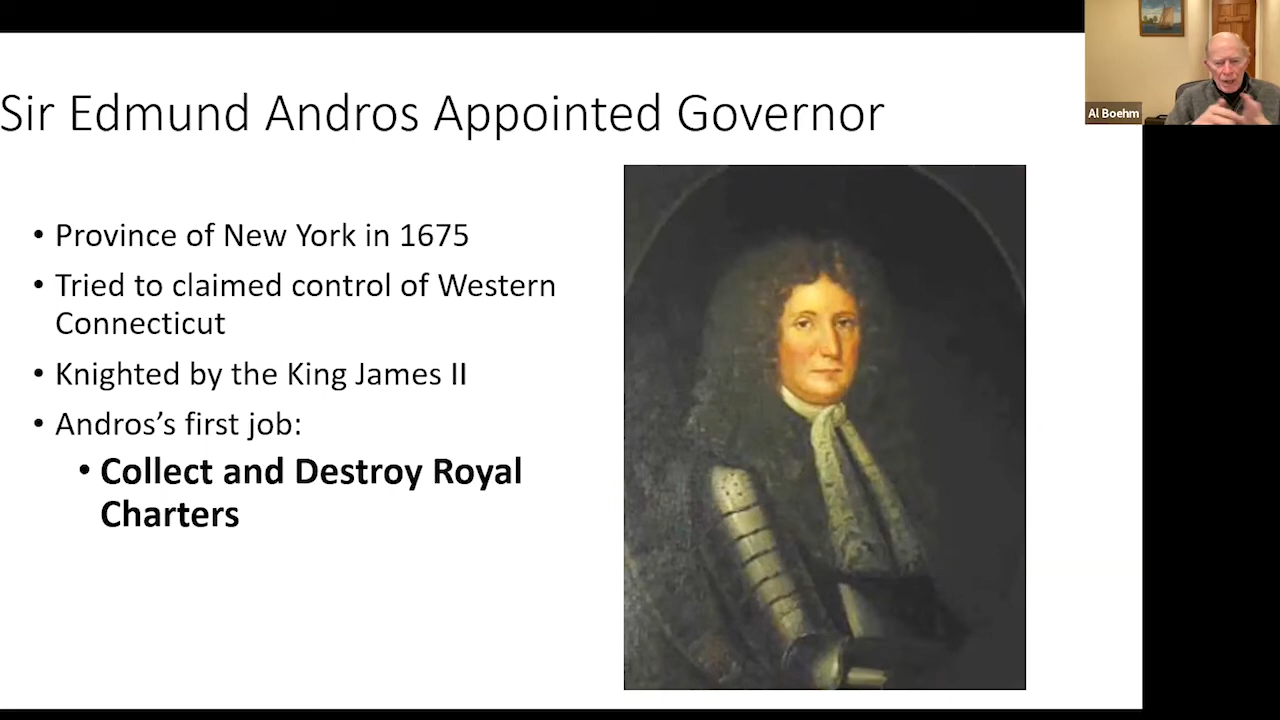 Sir Edmund Andros Appointed Governor
Al Boehm
• Province of New York in 1675
• Tried to claimed control of Western
Connecticut
• Knighted by the King James II
• Andros’s first job:
• Collect and Destroy Royal
Charters